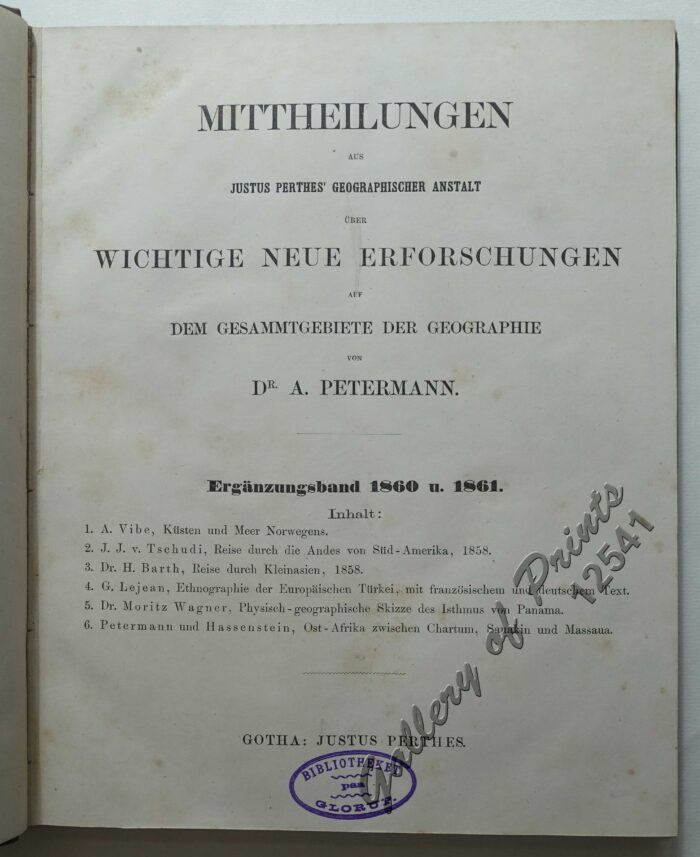 MITTHEILUNGEN
AUS
JUSTUS PERTHES' GEOGRAPHISCHER ANSTALT
ÜBER
WICHTIGE NEUE ERFORSCHUNGEN
AUF
DEM GESAMMTGEBIETE DER GEOGRAPHIE
VON
DR. A. PETERMANN.
Ergänzungsband 1860 u. 1861.
Inhalt:
1. A. Vibe, Küsten und Meer Norwegens.
2. J. J. v. Tschudi, Reise durch die Andes von Süd-Amerika, 1858.
3. Dr. H. Barth, Reise durch Kleinasien, 1858.
4. G. Lejean, Ethnographie der Europäischen Türkei, mit französischem und deutschem Text.
5. Dr. Moritz Wagner, Physisch-geographische Skizze des Isthmus von Panama.
6. Petermann und Hassenstein, Ost-Afrika zwischen Chartum, Sauakin und Massaua.
GOTHA: JUSTUS PERTHES.
BIBLIOTHEKET
paa
GLORUP.
Gallery of Prints
12541